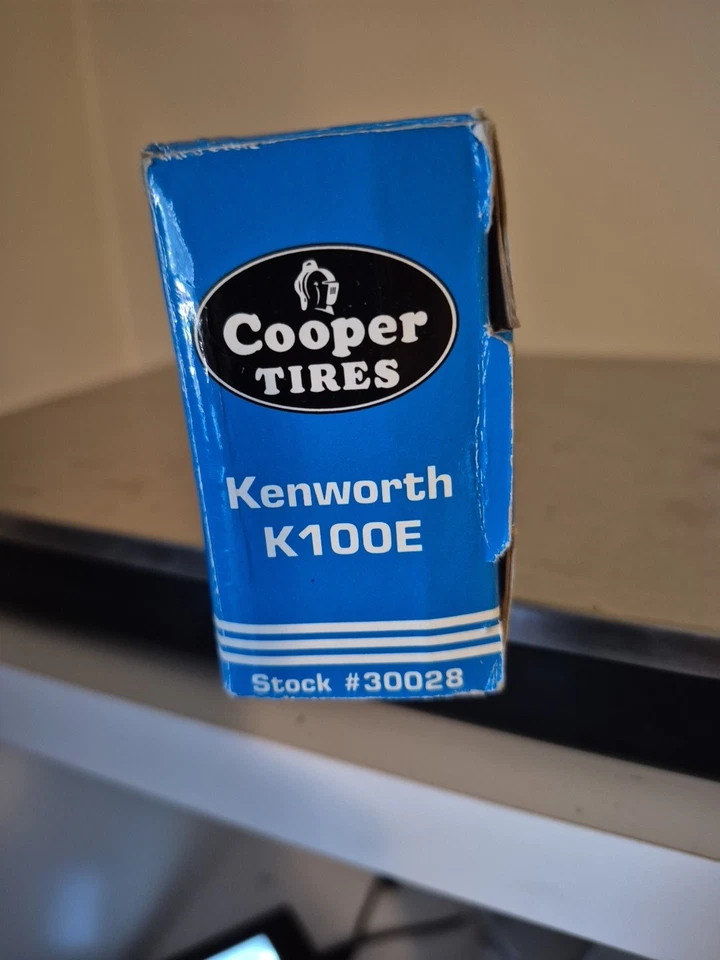 Cooper
TIRES
Kenworth
K100E
Stock #30028